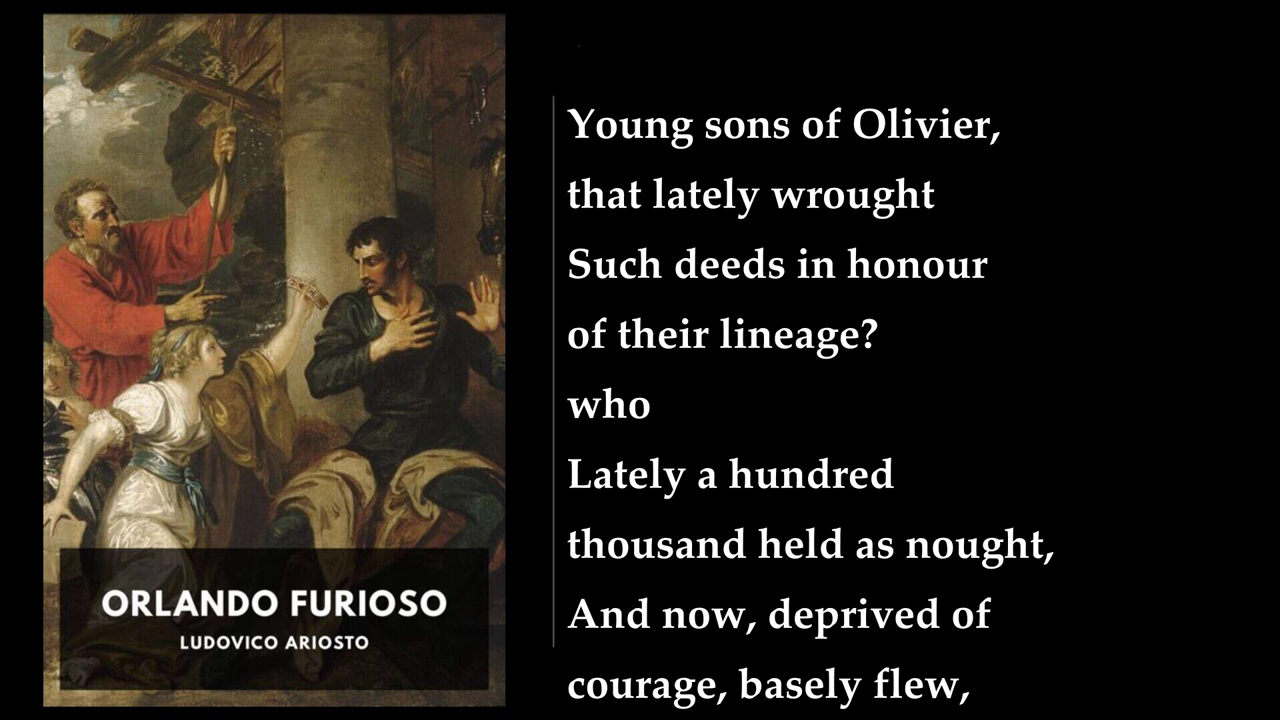 ORLANDO FURIOSO
LUDOVICO ARIOSTO
Young sons of Olivier,
that lately wrought
Such deeds in honour
of their lineage?
who
Lately a hundred
thousand held as nought,
And now, deprived of
courage, basely flew,